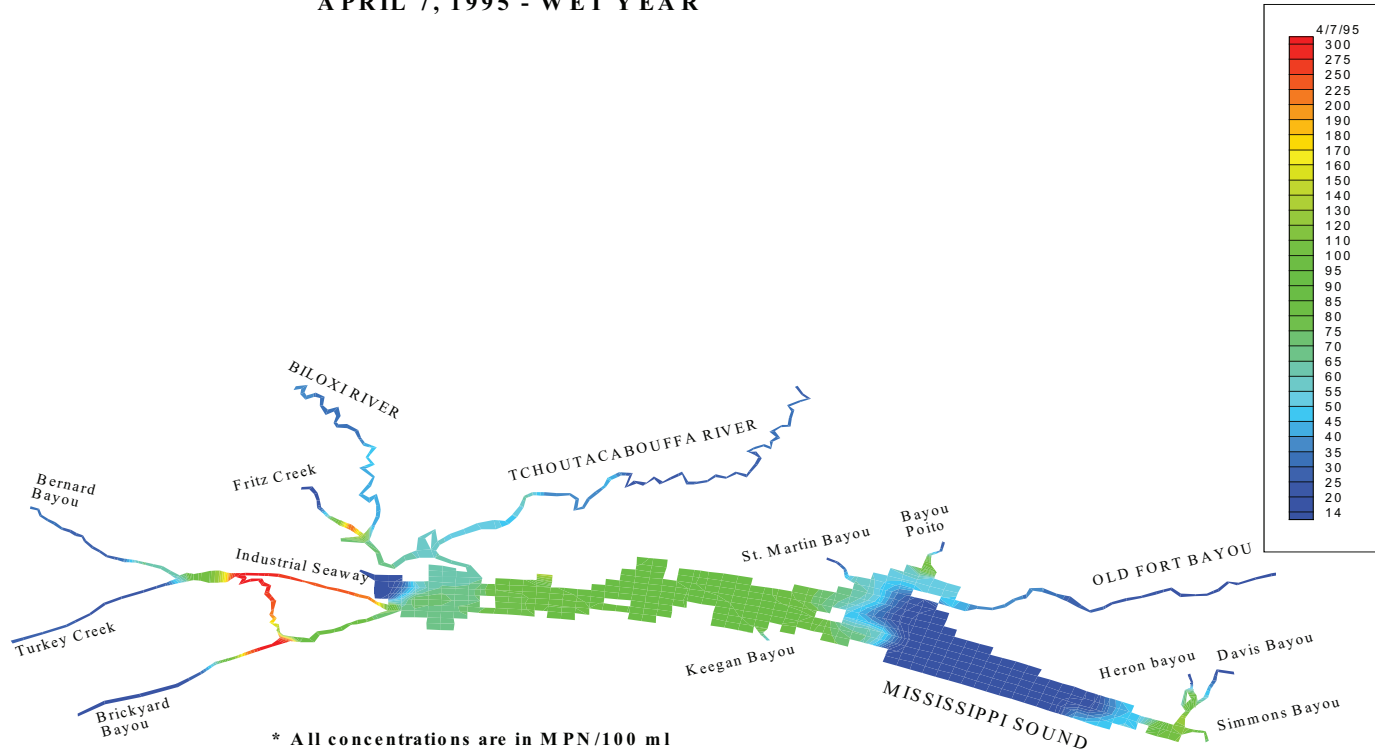 APRIL 7, 1995 - WET YEAR
4/7/95
300
275
250
225
200
190
180
170
160
150
140
130
120
110
100
95
90
85
80
75
70
65
60
55
50
45
40
35
30
25
20
14
BILOXI RIVER
TCHOUTACABOUFFA RIVER
Fritz Creek
Bernard
Bayou
Industrial Seaway
St. Martin Bayou
Bayou
Poito
OLD FORT BAYOU
Turkey Creek
Keegan Bayou
Heron bayou
Davis Bayou
MISSISSIPPI SOUND
Simmons Bayou
Brickyard
Bayou
* All concentrations are in MPN/100 ml